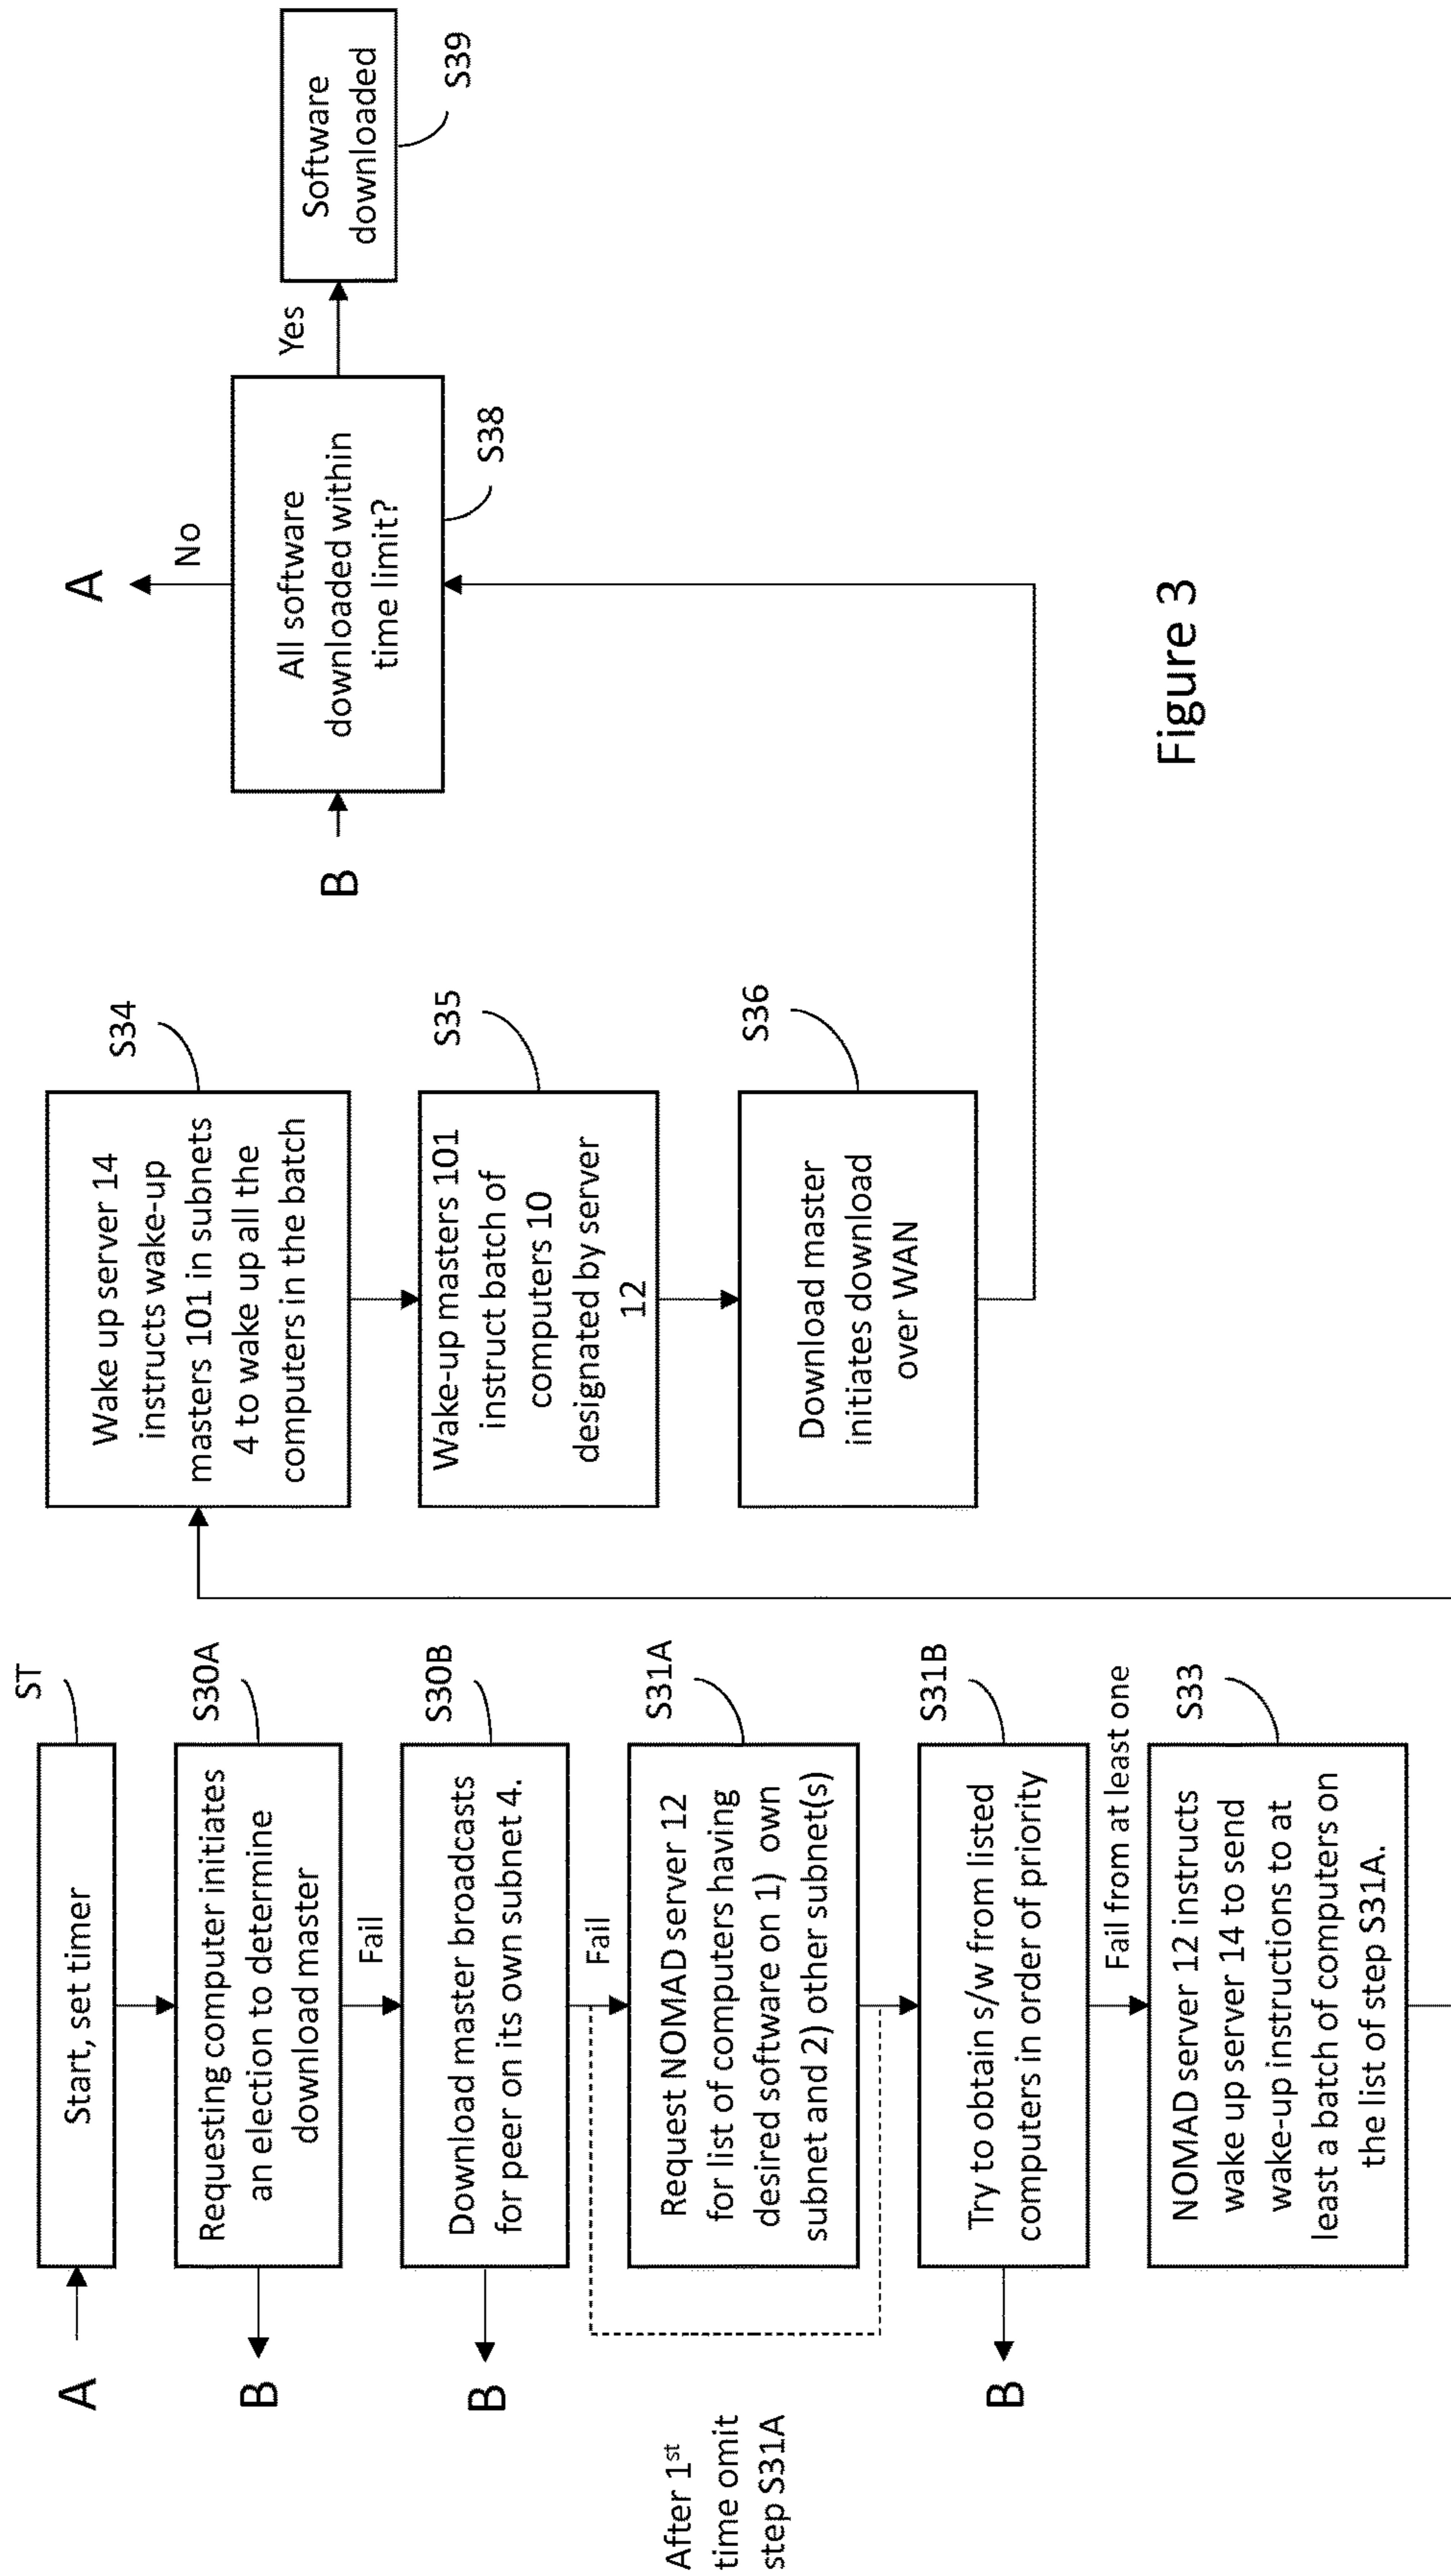 A
Start, set timer
ST
B
Requesting computer initiates
an election to determine
download master
S30A
Fail
B
Download master broadcasts
for peer on its own subnet 4.
S30B
Fail
After 1st
time omit
step S31A
Request NOMAD server 12
for list of computers having
desired software on 1) own
subnet and 2) other subnet(s)
S31A
B
Try to obtain s/w from listed
computers in order of priority
S31B
Fail from at least one
NOMAD server 12 instructs
wake up server 14 to send
wake-up instructions to at
least a batch of computers on
the list of step S31A.
S33
Wake up server 14
instructs wake-up
masters 101 in subnets
4 to wake up all the
computers in the batch
S34
Wake-up masters 101
instruct batch of
computers 10
designated by server
12
S35
Download master
initiates download
over WAN
S36
A
No
B
All software
downloaded within
time limit?
S38
Yes
Software
downloaded
S39
Figure 3